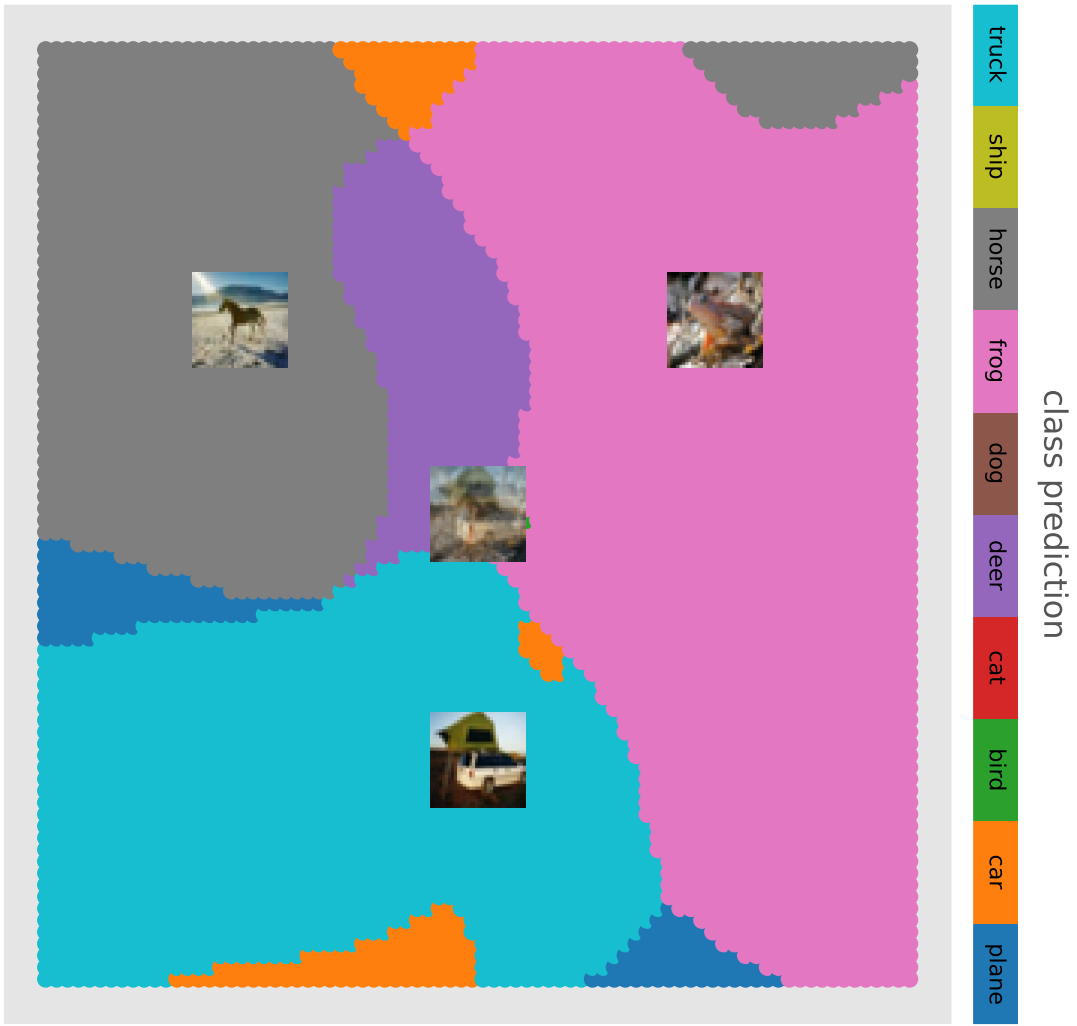 truck
ship
horse
frog
dog
deer
cat
bird
car
plane
class prediction